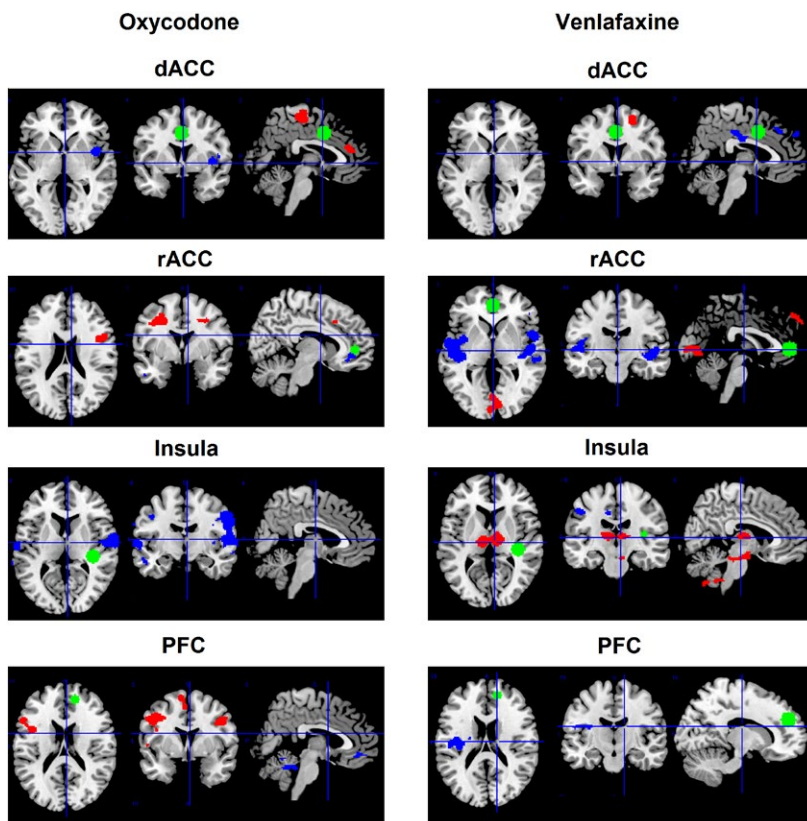 Oxycodone
Venlafaxine
dACC
dACC
rACC
rACC
Insula
Insula
PFC
PFC